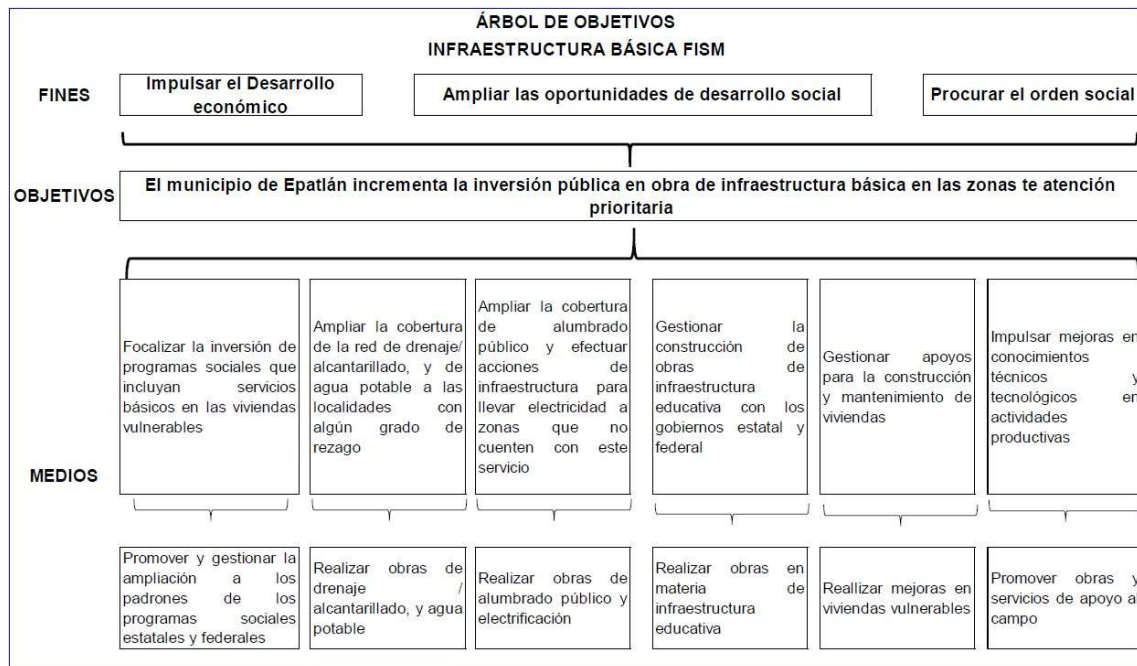 ÁRBOL DE OBJETIVOS
INFRAESTRUCTURA BÁSICA FISM
FINES
Impulsar el Desarrollo
económico
Ampliar las oportunidades de desarrollo social
Procurar el orden social
OBJETIVOS
El municipio de Epatlán incrementa la inversión pública en obra de infraestructura básica en las zonas te atención
prioritaria
MEDIOS
Focalizar la inversión de
programas sociales que
incluyan servicios
básicos en las viviendas
vulnerables
Ampliar la cobertura
de la red de drenaje/
alcantarillado, y de
agua potable a las
localidades con
algún grado de
rezago
Ampliar la cobertura
de alumbrado
público y efectuar
acciones de
infraestructura para
llevar electricidad a
zonas que no
cuenten con este
servicio
Gestionar la
construcción de
obras de
infraestructura
educativa con los
gobiernos estatal y
federal
Gestionar apoyos
para la construcción
y mantenimiento de
viviendas
Impulsar mejoras en
conocimientos
técnicos y
tecnológicos en
actividades
productivas
Promover y gestionar la
ampliación a los
padrones de los
programas sociales
estatales y federales
Realizar obras de
drenaje /
alcantarillado, y agua
potable
Realizar obras de
alumbrado público y
electrificación
Realizar obras en
materia de
infraestructura
educativa
Reallizar mejoras en
viviendas vulnerables
Promover obras y
servicios de apoyo al
campo